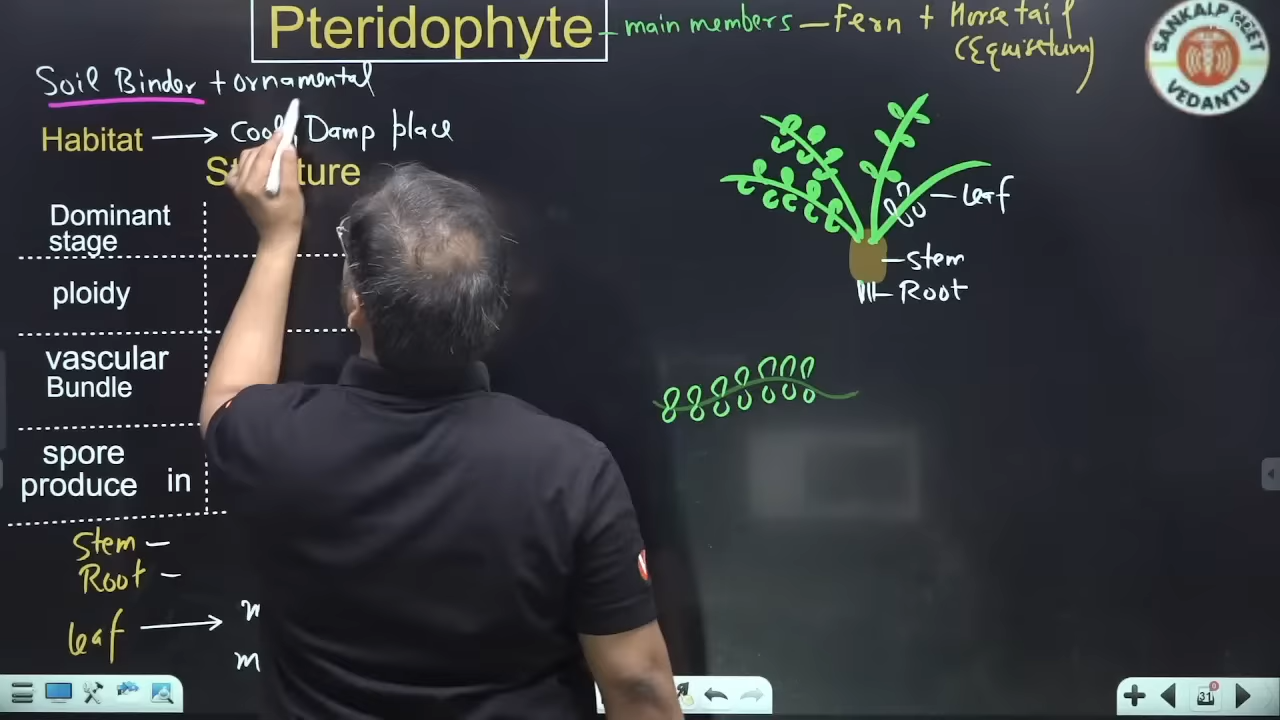 Pteridophyte - main members - Fern + Horse tail
(Equisetum)
SANKALP NEET
VEDANTU
Soil Binder + ornamental
Habitat → Cool, Damp place
Dominant
stage
ploidy
vascular
Bundle
spore
produce in
Stem -
Root -
leaf →
leaf
- Stem
- Root
31